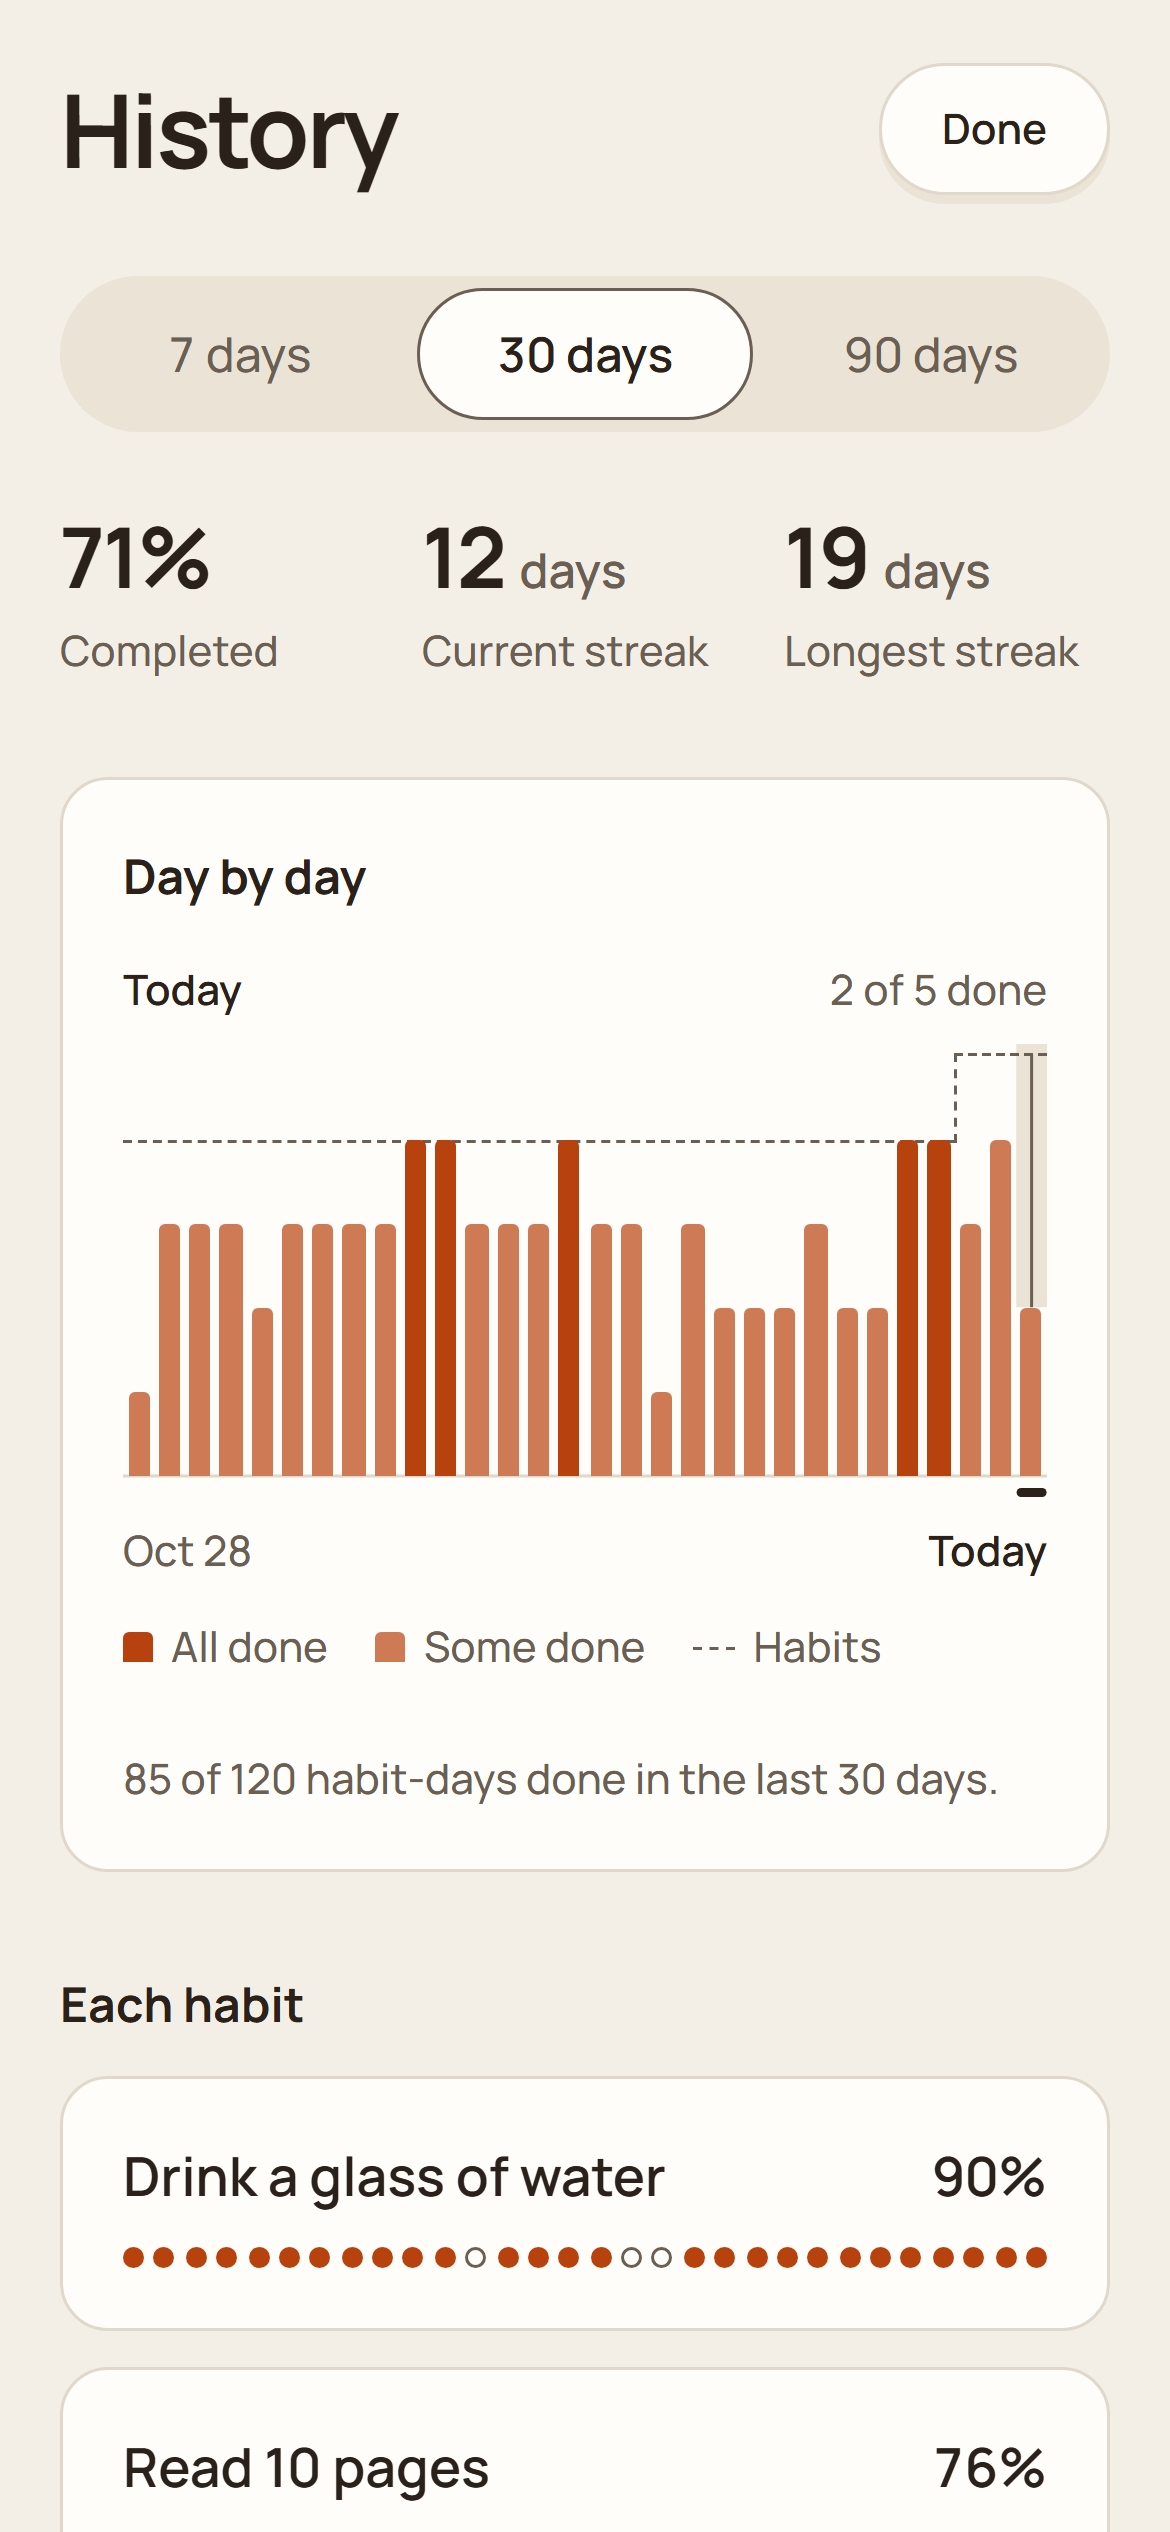 History
Done
7 days
30 days
90 days
71%
12 days
19 days
Completed
Current streak
Longest streak
Day by day
Today
2 of 5 done
Oct 28
Today
All done
Some done
Habits
85 of 120 habit-days done in the last 30 days.
Each habit
Drink a glass of water
90%
Read 10 pages
76%